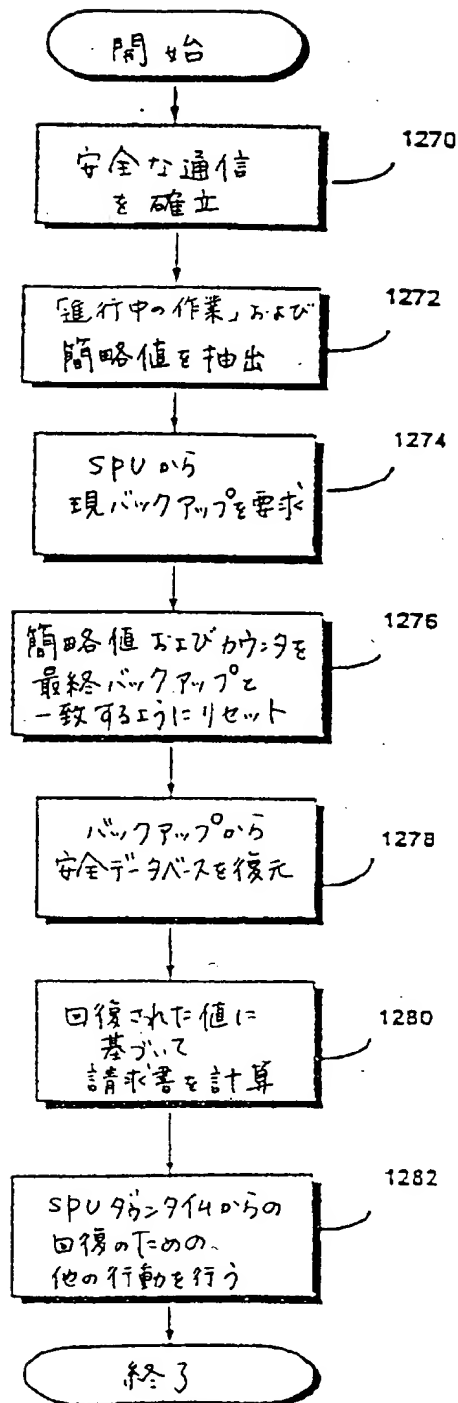 開始
安全な通信
を確立
1270
「進行中の作業」および
簡略値を抽出
1272
SPUから
現バックアップを要求
1274
簡略値およびカウンタを
最終バックアップと
一致するようにリセット
1276
バックアップから
安全データベースを復元
1278
回復された値に
基づいて
請求書を計算
1280
SPUダウンタイムからの
回復のための、
他の行動を行う
1282
終了